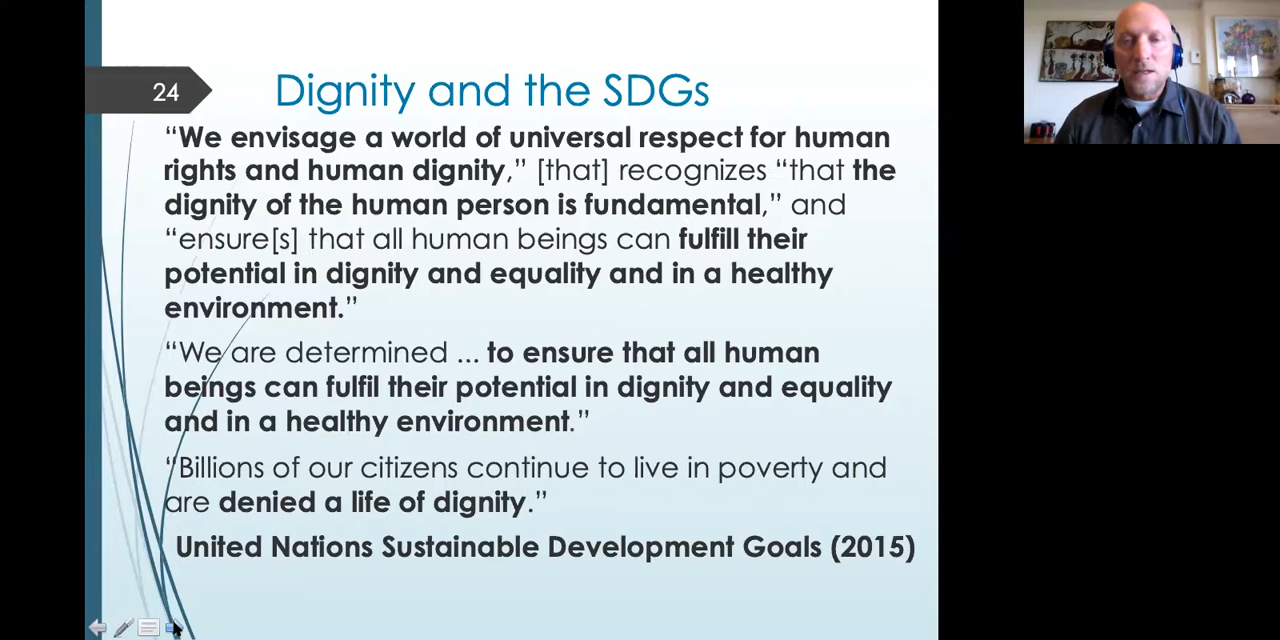 24
Dignity and the SDGs
“We envisage a world of universal respect for human
rights and human dignity,” [that] recognizes “that the
dignity of the human person is fundamental,” and
“ensure[s] that all human beings can fulfill their
potential in dignity and equality and in a healthy
environment.”
“We are determined ... to ensure that all human
beings can fulfil their potential in dignity and equality
and in a healthy environment.”
“Billions of our citizens continue to live in poverty and
are denied a life of dignity.”
United Nations Sustainable Development Goals (2015)